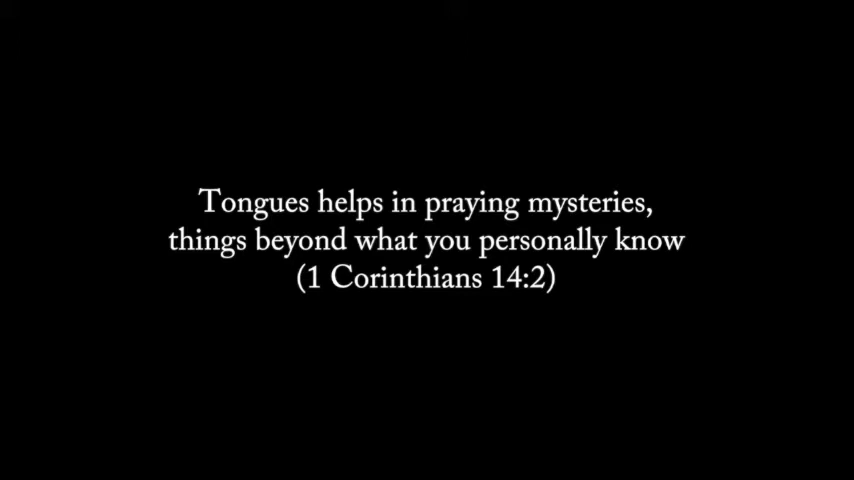 Tongues helps in praying mysteries,
things beyond what you personally know
(1 Corinthians 14:2)